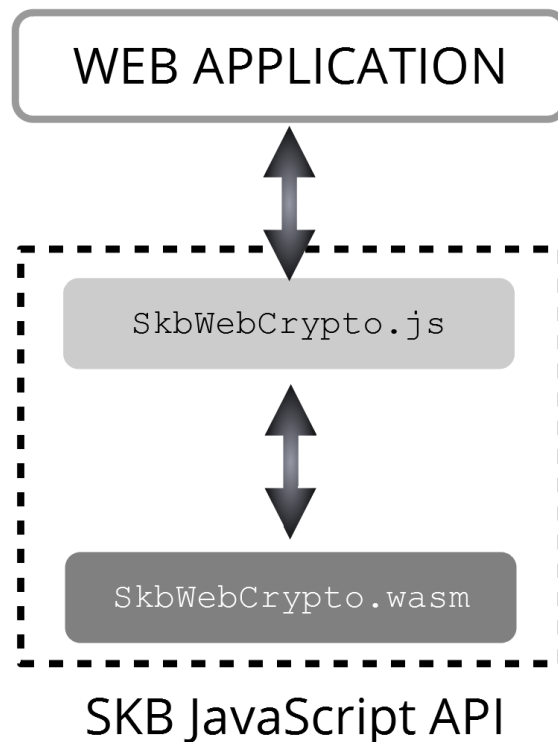 WEB APPLICATION
SkbWebCrypto.js
SkbWebCrypto.wasm
SKB JavaScript API